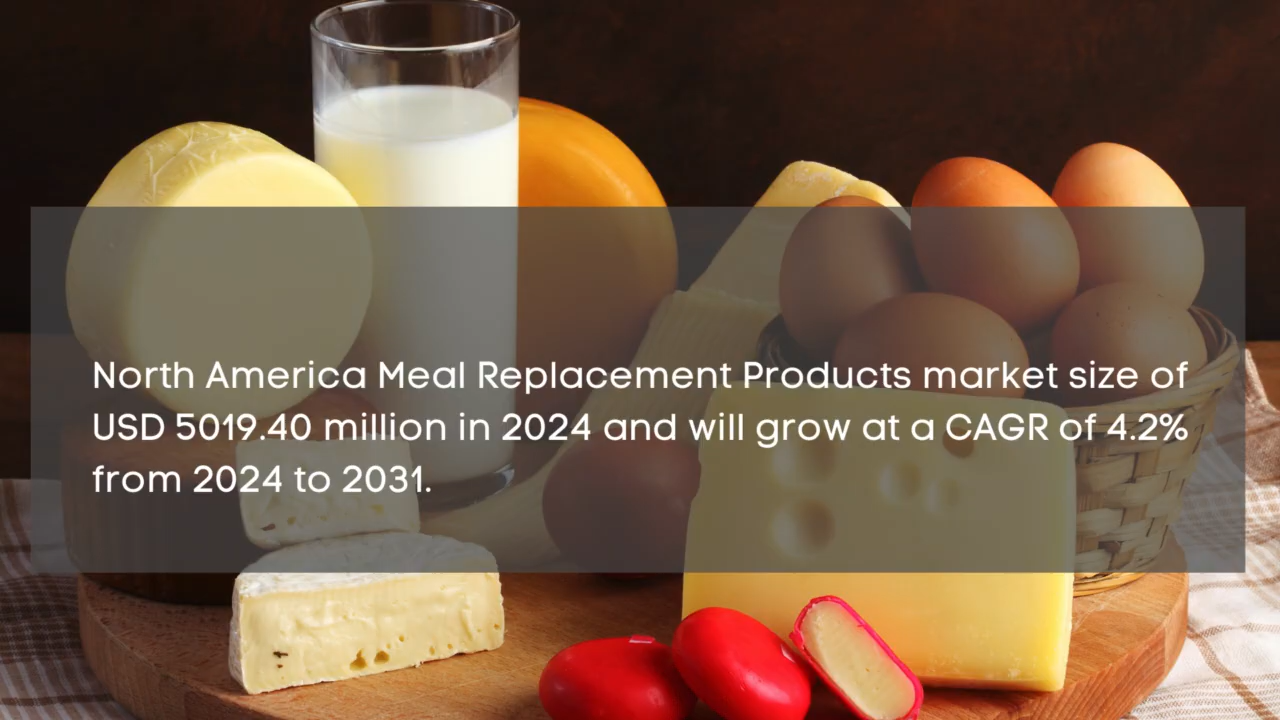 North America Meal Replacement Products market size of
USD 5019.40 million in 2024 and will grow at a CAGR of 4.2%
from 2024 to 2031.